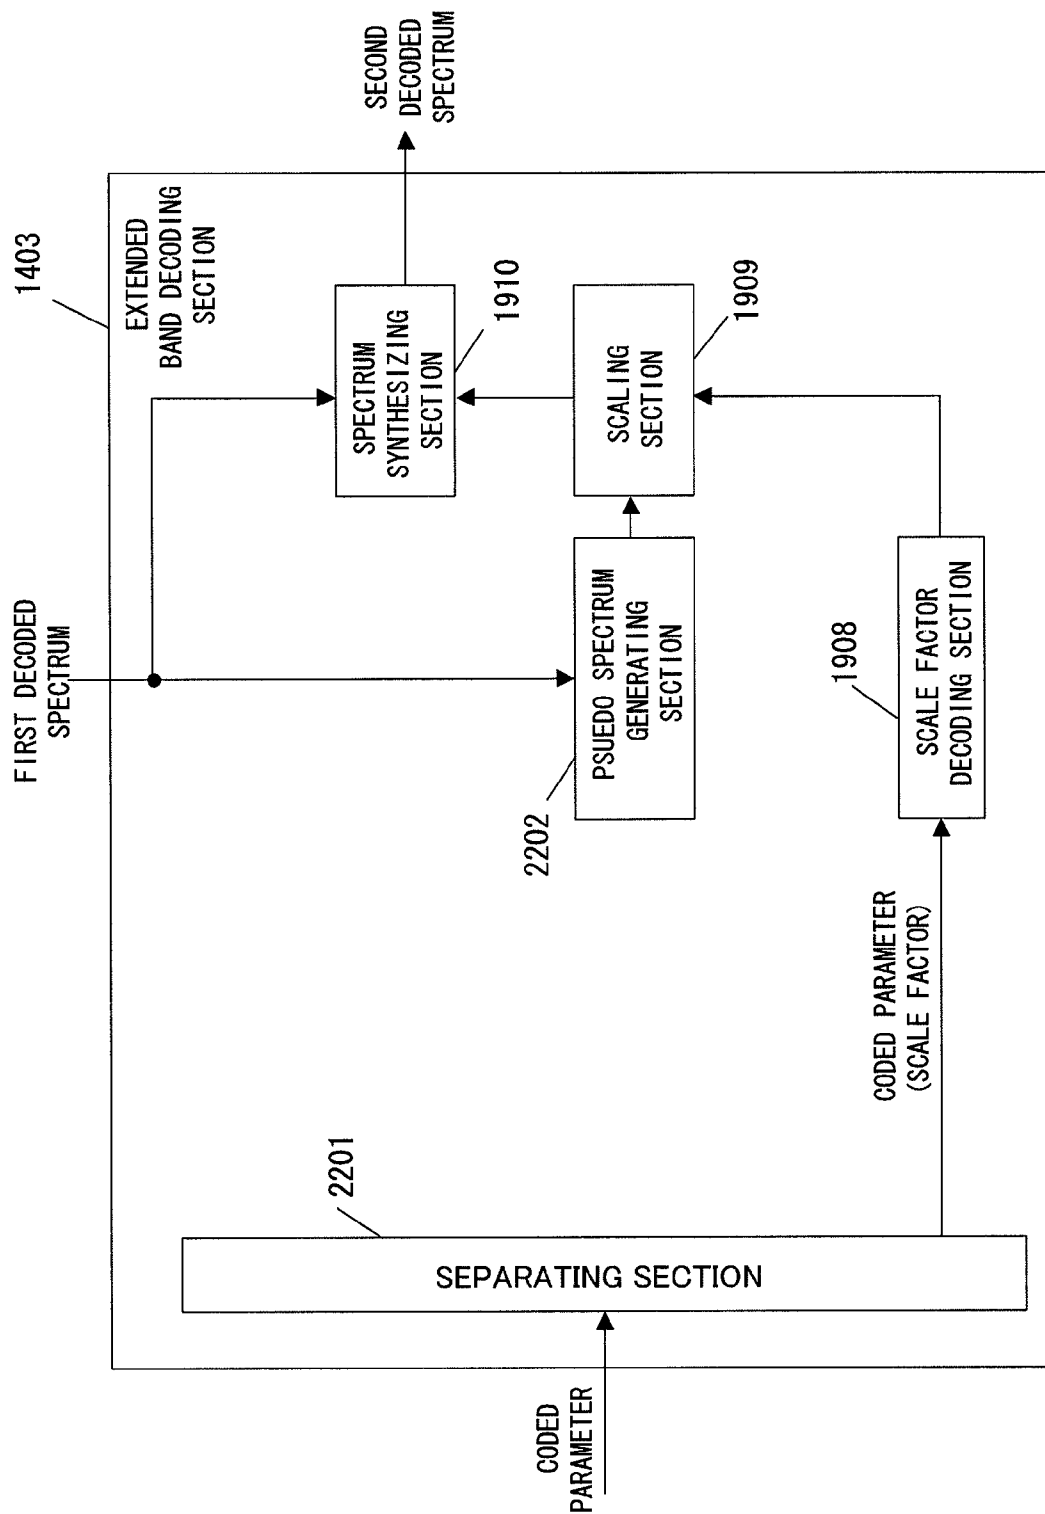 1403
EXTENDED
BAND DECODING
SECTION
FIRST DECODED
SPECTRUM
SECOND
DECODED
SPECTRUM
SPECTRUM
SYNTHESIZING
SECTION
1910
PSUEDO SPECTRUM
GENERATING
SECTION
2202
SCALING
SECTION
1909
SCALE FACTOR
DECODING SECTION
1908
CODED PARAMETER
(SCALE FACTOR)
2201
SEPARATING SECTION
CODED
PARAMETER